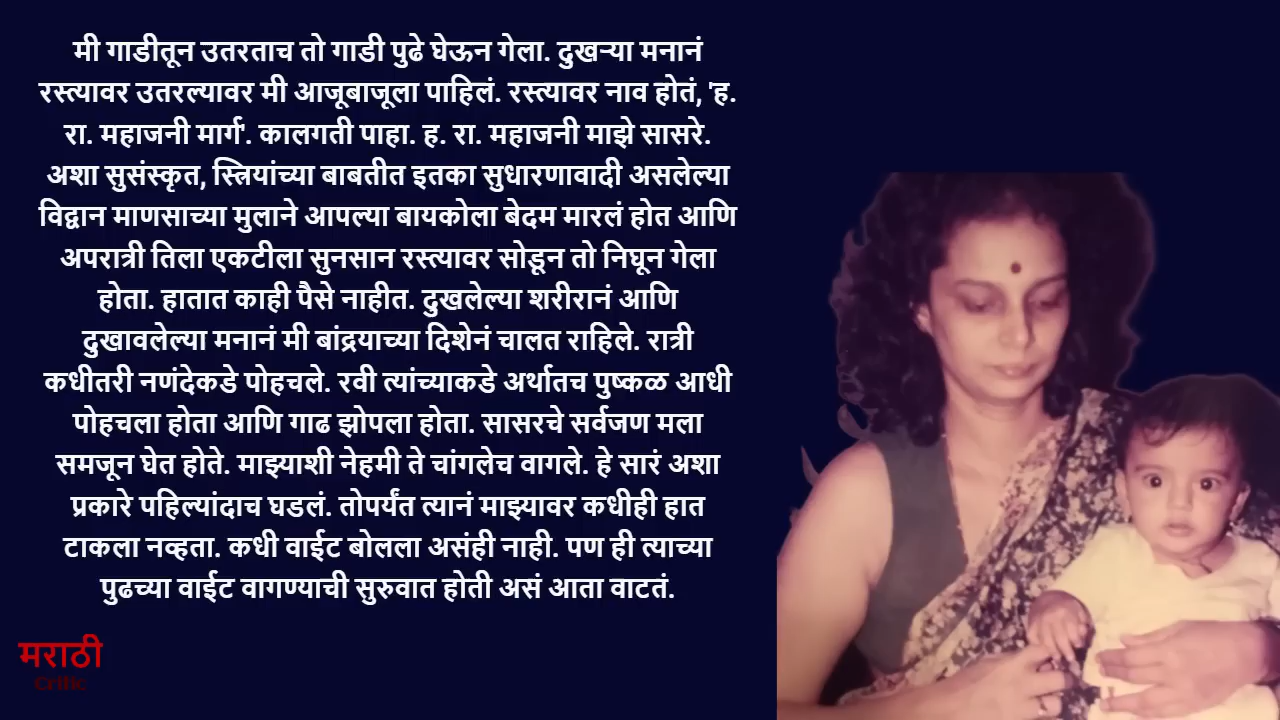 मी गाडीतून उतरताच तो गाडी पुढे घेऊन गेला. दुखऱ्या मनानं
रस्त्यावर उतरल्यावर मी आजूबाजूला पाहिलं. रस्त्यावर नाव होतं, 'ह.
रा. महाजनी मार्ग'. कालगती पाहा. ह. रा. महाजनी माझे सासरे.
अशा सुसंस्कृत, स्त्रियांच्या बाबतीत इतका सुधारणावादी असलेल्या
विद्वान माणसाच्या मुलाने आपल्या बायकोला बेदम मारलं होत आणि
अपरात्री तिला एकटीला सुनसान रस्त्यावर सोडून तो निघून गेला
होता. हातात काही पैसे नाहीत. दुखलेल्या शरीरानं आणि
दुखावलेल्या मनानं मी बांद्रयाच्या दिशेनं चालत राहिले. रात्री
कधीतरी नणंदेकडे पोहचले. रवी त्यांच्याकडे अर्थातच पुष्कळ आधी
पोहचला होता आणि गाढ झोपला होता. सासरचे सर्वजण मला
समजून घेत होते. माझ्याशी नेहमी ते चांगलेच वागले. हे सारं अशा
प्रकारे पहिल्यांदाच घडलं. तोपर्यंत त्यानं माझ्यावर कधीही हात
टाकला नव्हता. कधी वाईट बोलला असंही नाही. पण ही त्याच्या
पुढच्या वाईट वागण्याची सुरुवात होती असं आता वाटतं.
मराठी
Critic